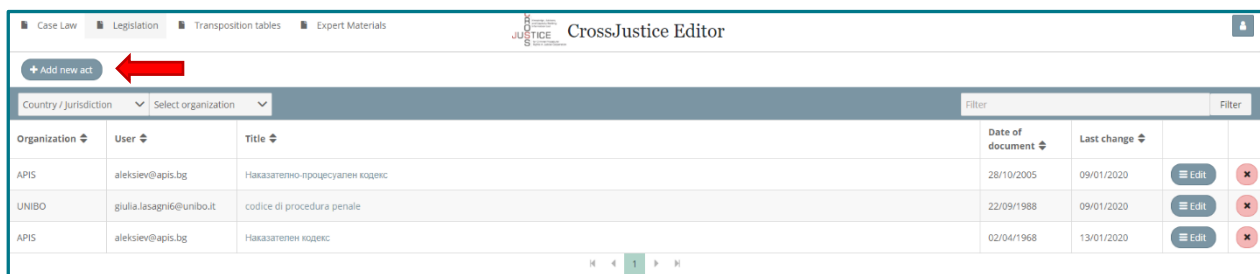 Case Law Legislation Transposition tables Expert Materials JUSTICE CrossJustice Editor
+ Add new act
Country / Jurisdiction Select organization Filter Filter
Organization User Title Date of document Last change
APIS aleksiev@apis.bg Наказателно-процесуален кодекс 28/10/2005 09/01/2020 Edit
UNIBO giulia.lasagni6@unibo.it codice di procedura penale 22/09/1988 09/01/2020 Edit
APIS aleksiev@apis.bg Наказателен кодекс 02/04/1968 13/01/2020 Edit
1